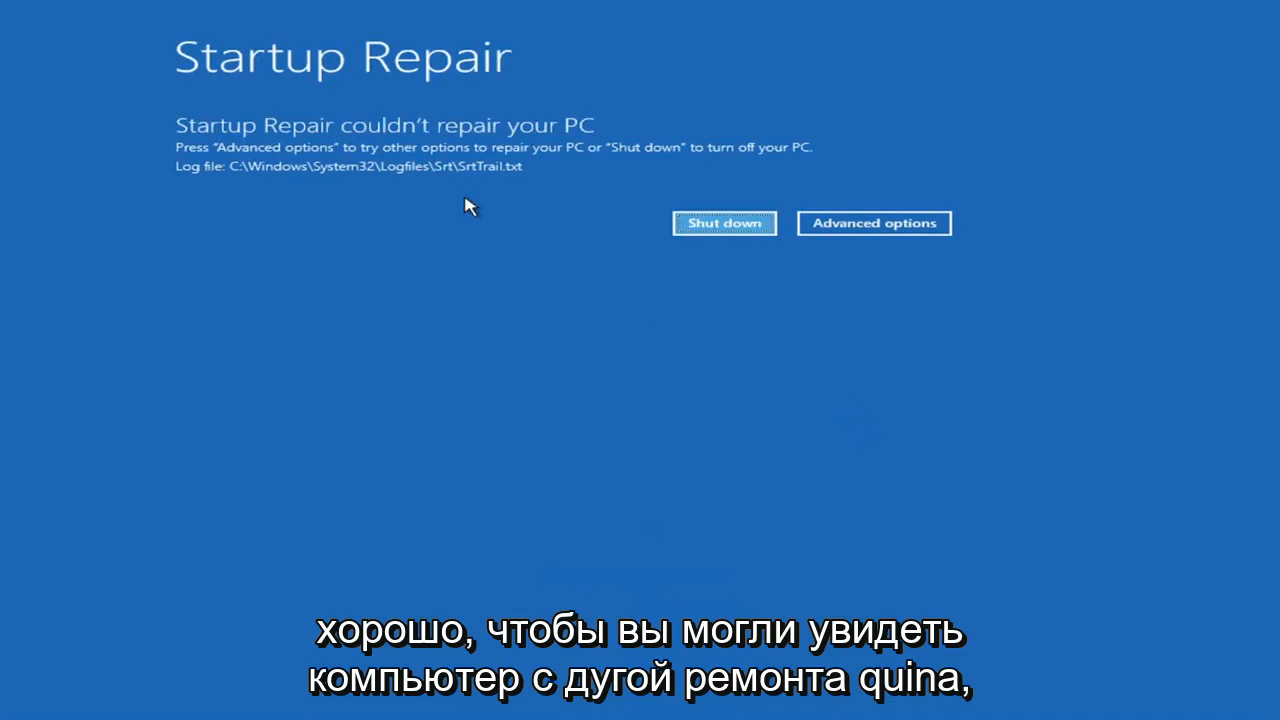 Startup Repair
Startup Repair couldn't repair your PC
Press "Advanced options" to try other options to repair your PC or "Shut down" to turn off your PC.
Log file: C:\Windows\System32\Logfiles\Srt\SrtTrail.txt
Shut down
Advanced options
хорошо, чтобы вы могли увидеть
компьютер с дугой ремонта quina,